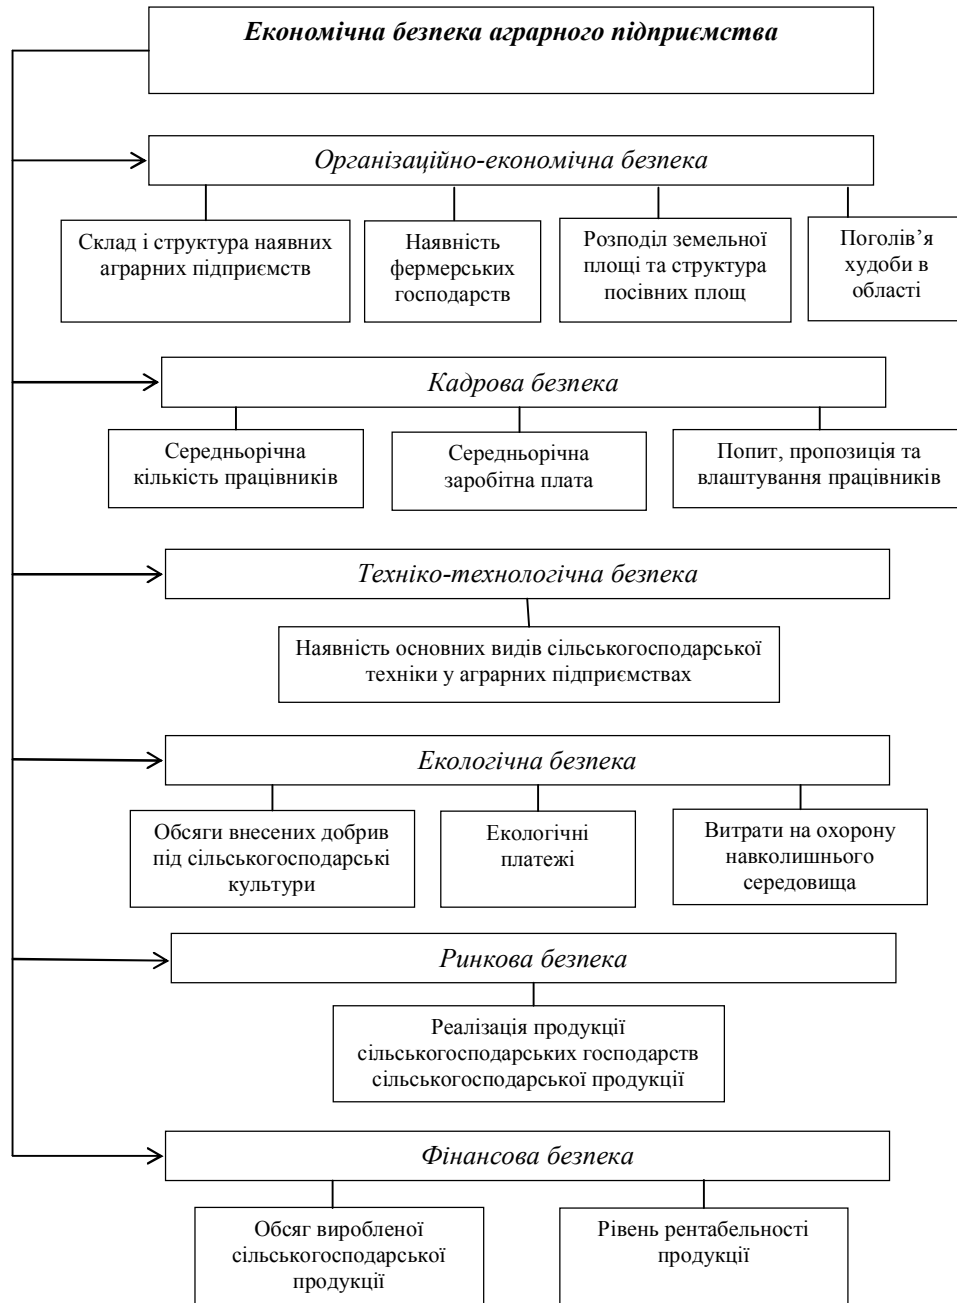 Економічна безпека аграрного підприємства
Організаційно-економічна безпека
Склад і структура наявних
аграрних підприємств
Наявність
фермерських
господарств
Розподіл земельної
площі та структура
посівних площ
Поголів’я
худоби в
області
Кадрова безпека
Середньорічна
кількість працівників
Середньорічна
заробітна плата
Попит, пропозиція та
влаштування працівників
Техніко-технологічна безпека
Наявність основних видів сільськогосподарської
техніки у аграрних підприємствах
Екологічна безпека
Обсяги внесених добрив
під сільськогосподарські
культури
Екологічні
платежі
Витрати на охорону
навколишнього
середовища
Ринкова безпека
Реалізація продукції
сільськогосподарських господарств
сільськогосподарської продукції
Фінансова безпека
Обсяг виробленої
сільськогосподарської
продукції
Рівень рентабельності
продукції